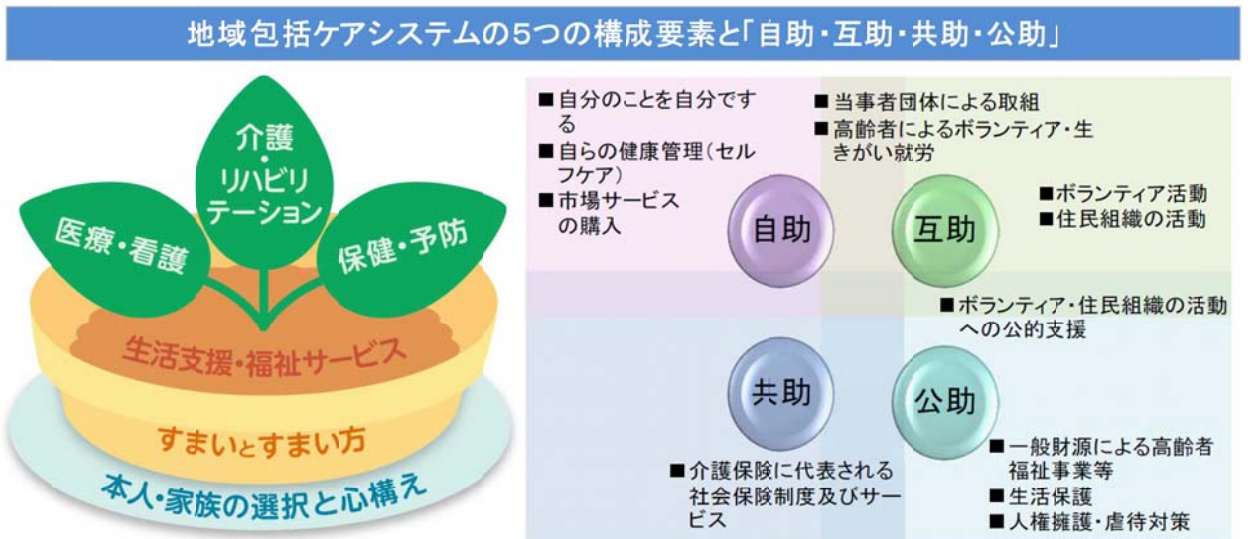 地域包括ケアシステムの5つの構成要素と「自助・互助・共助・公助」
介護
・
リハビリ
テーション
医療・看護
保健・予防
生活支援・福祉サービス
すまいとすまい方
本人・家族の選択と心構え
■自分のことを自分です
る
■自らの健康管理(セル
フケア)
■市場サービス
の購入
■当事者団体による取組
■高齢者によるボランティア・生
きがい就労
■ボランティア活動
■住民組織の活動
自助
互助
■ボランティア・住民組織の活動
への公的支援
共助
公助
■介護保険に代表される
社会保険制度及びサー
ビス
■一般財源による高齢者
福祉事業等
■生活保護
■人権擁護・虐待対策